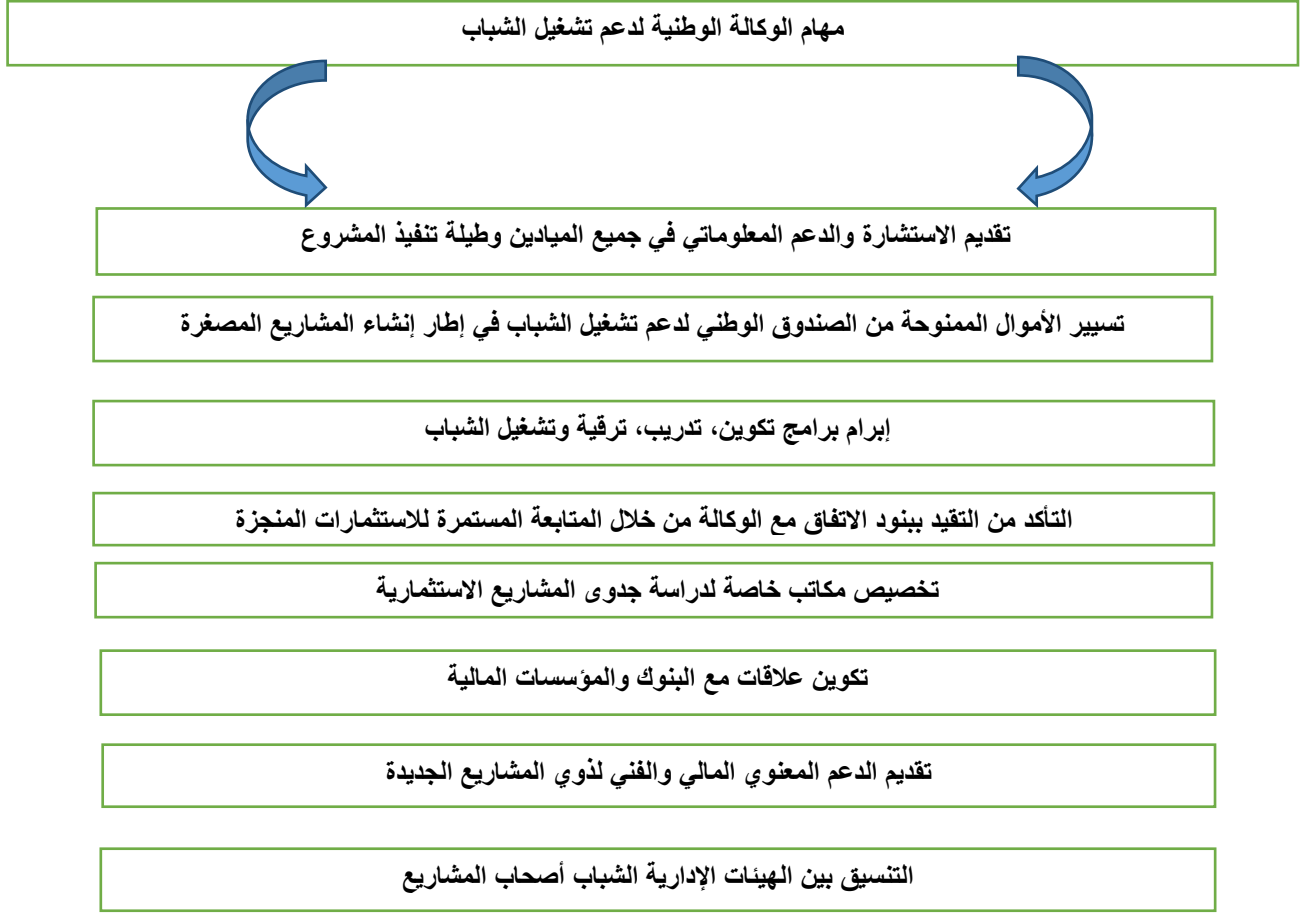 مهام الوكالة الوطنية لدعم تشغيل الشباب
تقديم الاستشارة والدعم المعلوماتي في جميع الميادين وطيلة تنفيذ المشروع
تسيير الأموال الممنوحة من الصندوق الوطني لدعم تشغيل الشباب في إطار إنشاء المشاريع المصغرة
إبرام برامج تكوين، تدريب، ترقية وتشغيل الشباب
التأكد من التقيد ببنود الاتفاق مع الوكالة من خلال المتابعة المستمرة للاستثمارات المنجزة
تخصيص مكاتب خاصة لدراسة جدوى المشاريع الاستثمارية
تكوين علاقات مع البنوك والمؤسسات المالية
تقديم الدعم المعنوي المالي والفني لذوي المشاريع الجديدة
التنسيق بين الهيئات الإدارية الشباب أصحاب المشاريع